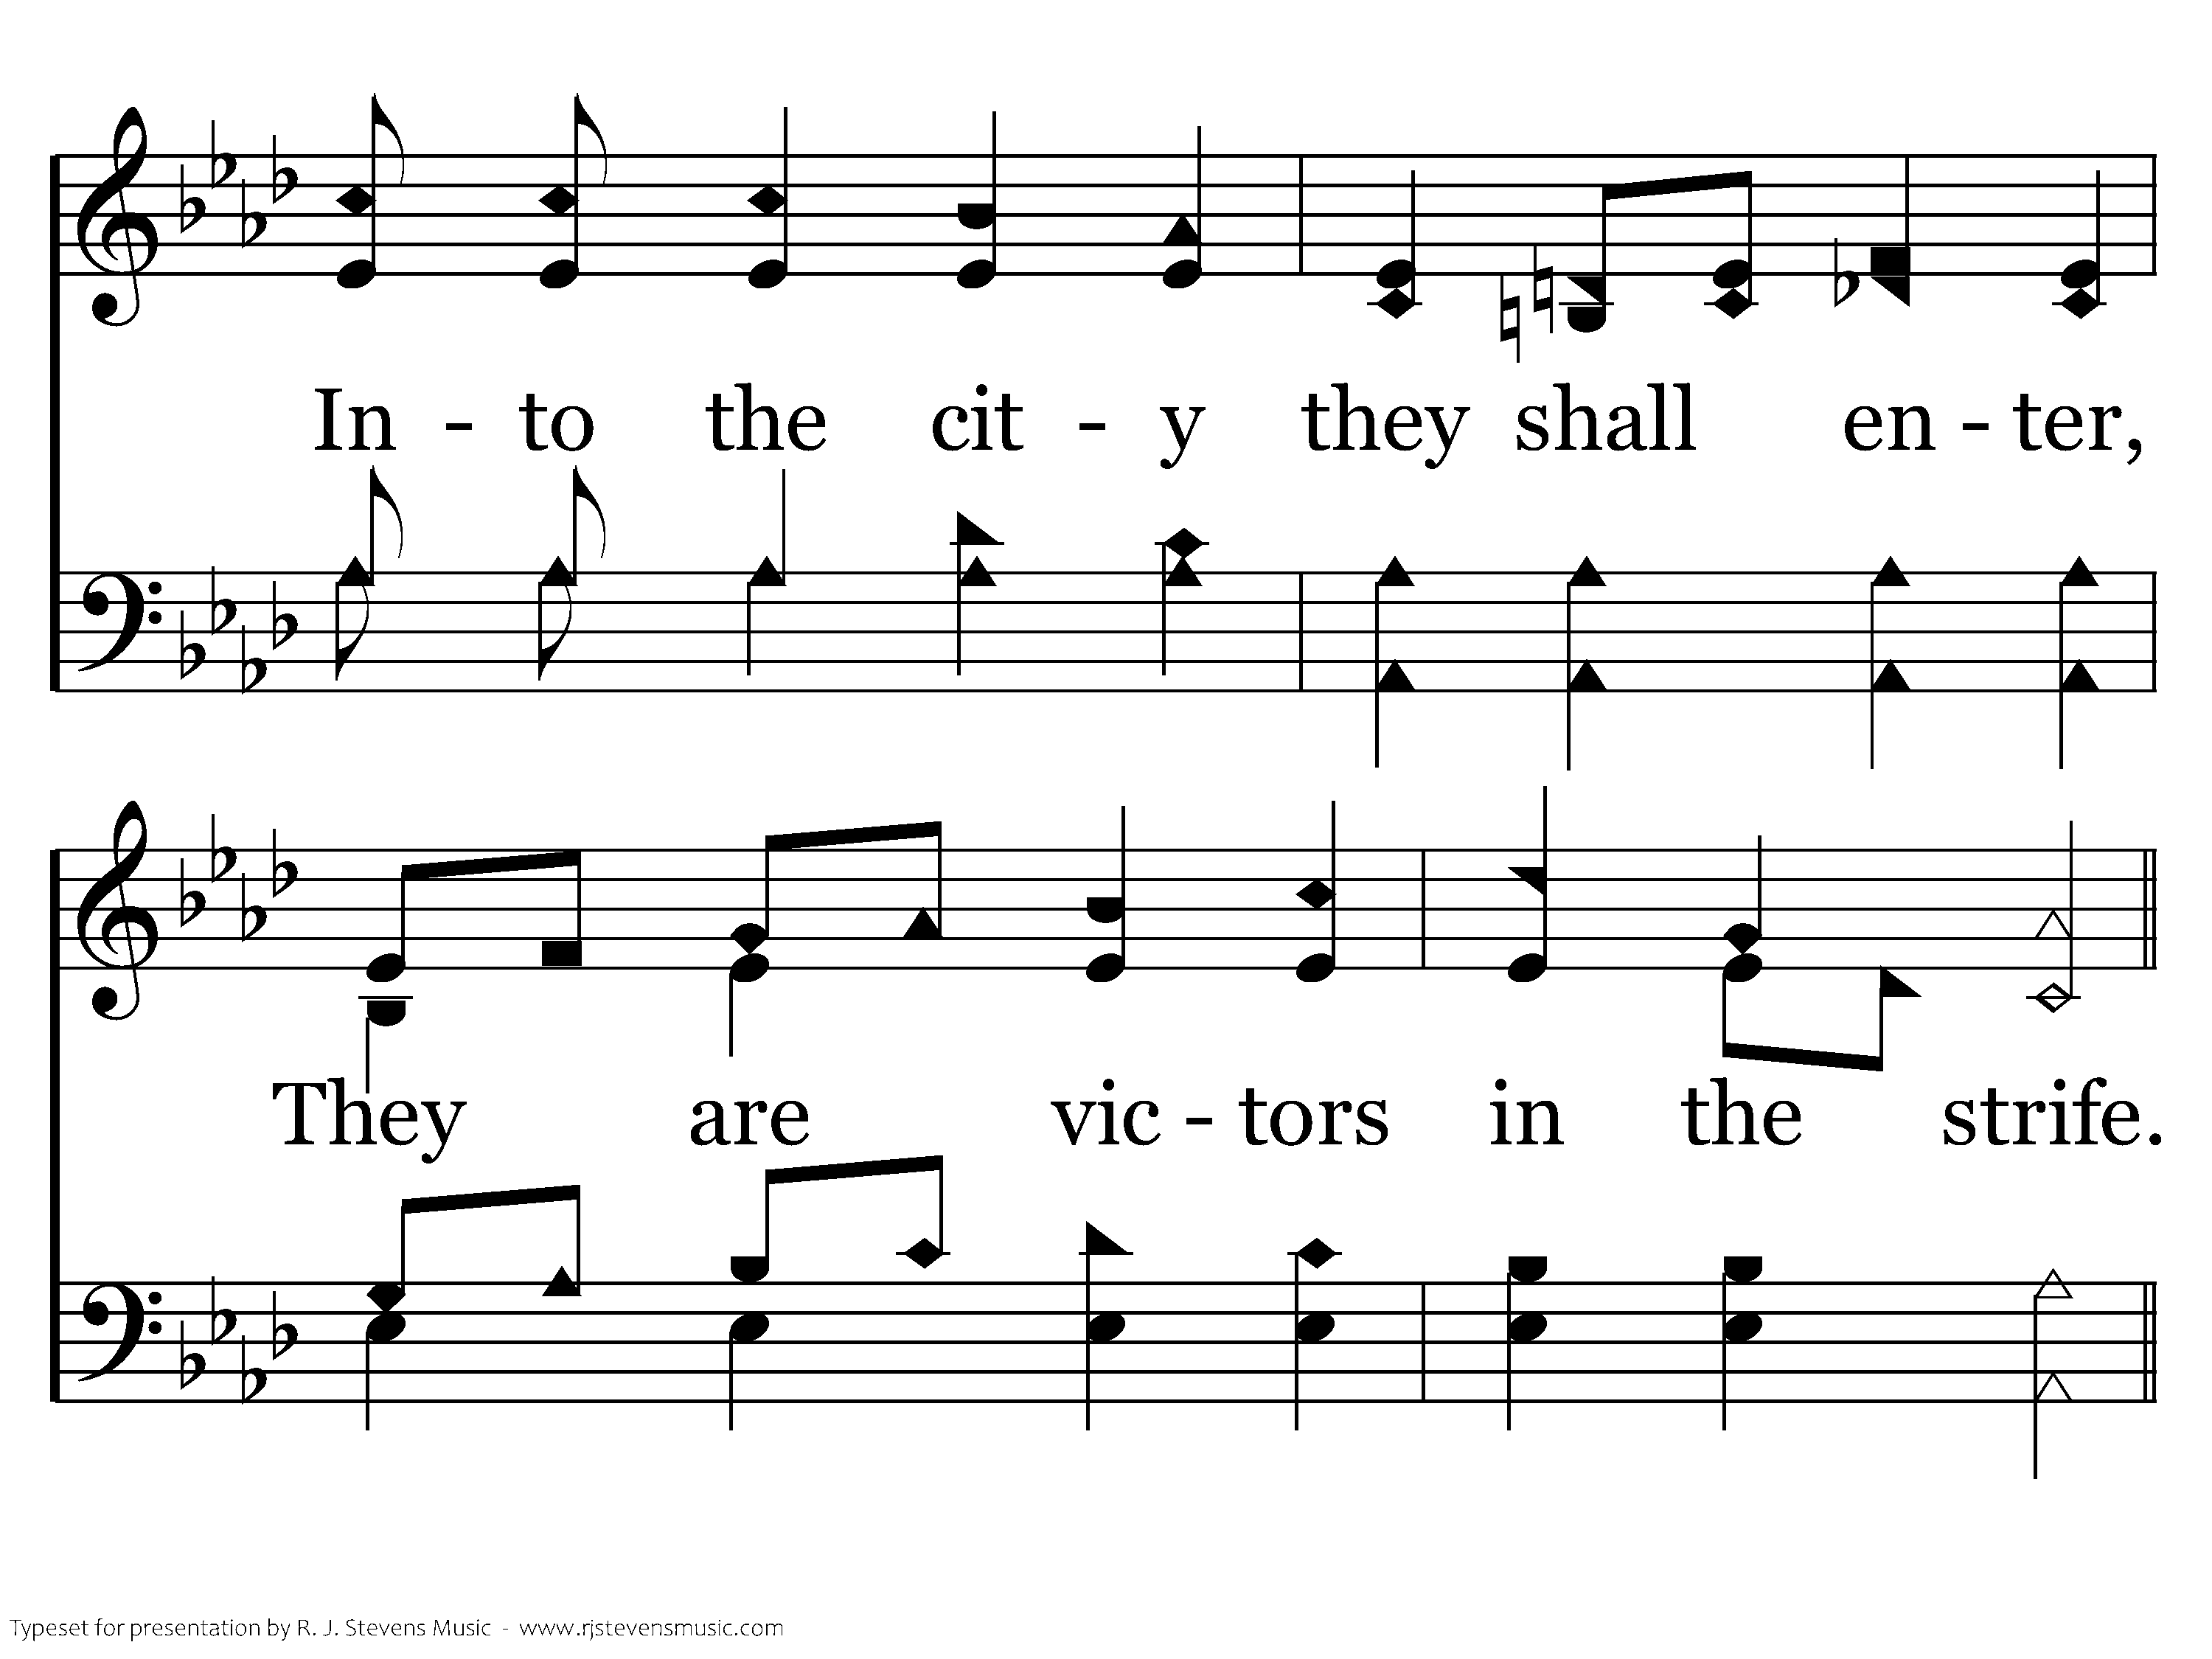 In - to the cit - y they shall en - ter,
They are vic - tors in the strife.
Typeset for presentation by R. J. Stevens Music - www.rjstevensmusic.com